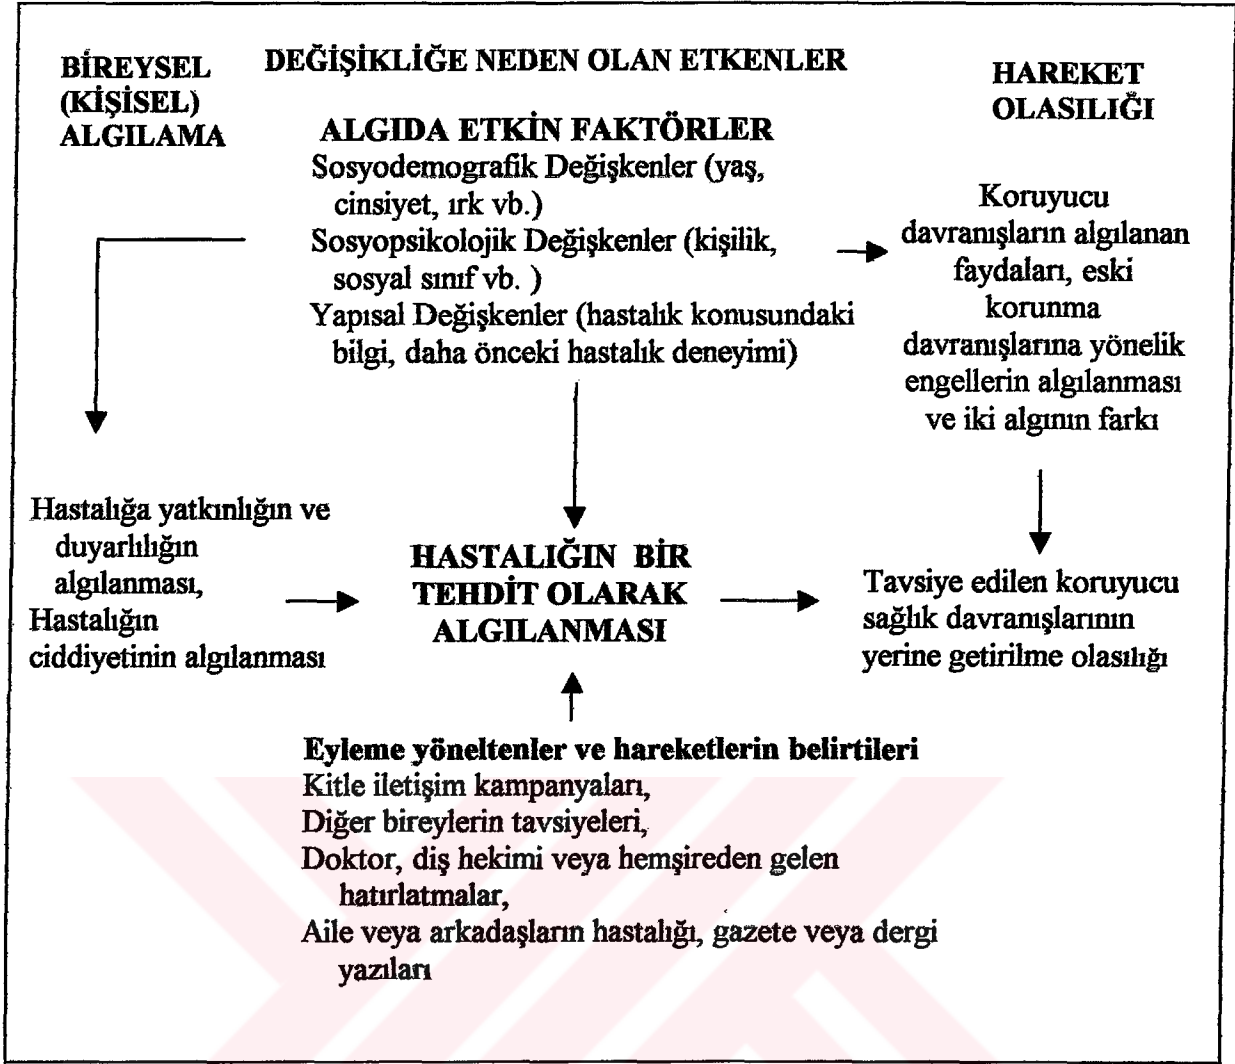 BİREYSEL
(KİŞİSEL)
ALGILAMA
DEĞİŞİKLİĞE NEDEN OLAN ETKENLER
HAREKET
OLASILIĞI
ALGIDA ETKİN FAKTÖRLER
Sosyodemografik Değişkenler (yaş,
cinsiyet, ırk vb.)
Sosyopsikolojik Değişkenler (kişilik,
sosyal sınıf vb. )
Yapısal Değişkenler (hastalık konusundaki
bilgi, daha önceki hastalık deneyimi)
Koruyucu
davranışların algılanan
faydaları, eski
korunma
davranışlarına yönelik
engellerin algılanması
ve iki algının farkı
Hastalığa yatkınlığın ve
duyarlılığın
algılanması,
Hastalığın
ciddiyetinin algılanması
HASTALIĞIN BİR
TEHDİT OLARAK
ALGILANMASI
Tavsiye edilen koruyucu
sağlık davranışlarının
yerine getirilme olasılığı
Eyleme yöneltenler ve hareketlerin belirtileri
Kitle iletişim kampanyaları,
Diğer bireylerin tavsiyeleri,
Doktor, diş hekimi veya hemşireden gelen
hatırlatmalar,
Aile veya arkadaşların hastalığı, gazete veya dergi
yazıları